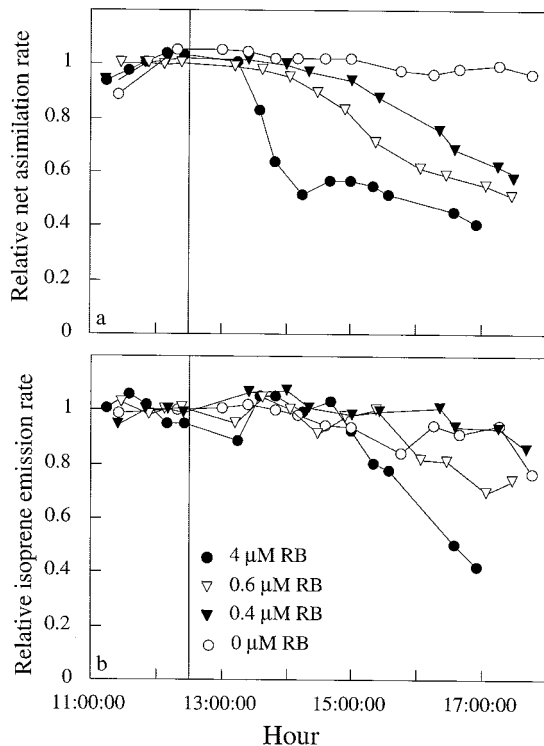 Relative net asimilation rate
1
0.8
0.6
0.4
0.2
0
a
Relative isoprene emission rate
1
0.8
0.6
0.4
0.2
0
b
4 µM RB
0.6 µM RB
0.4 µM RB
0 µM RB
11:00:00
13:00:00
15:00:00
17:00:00
Hour